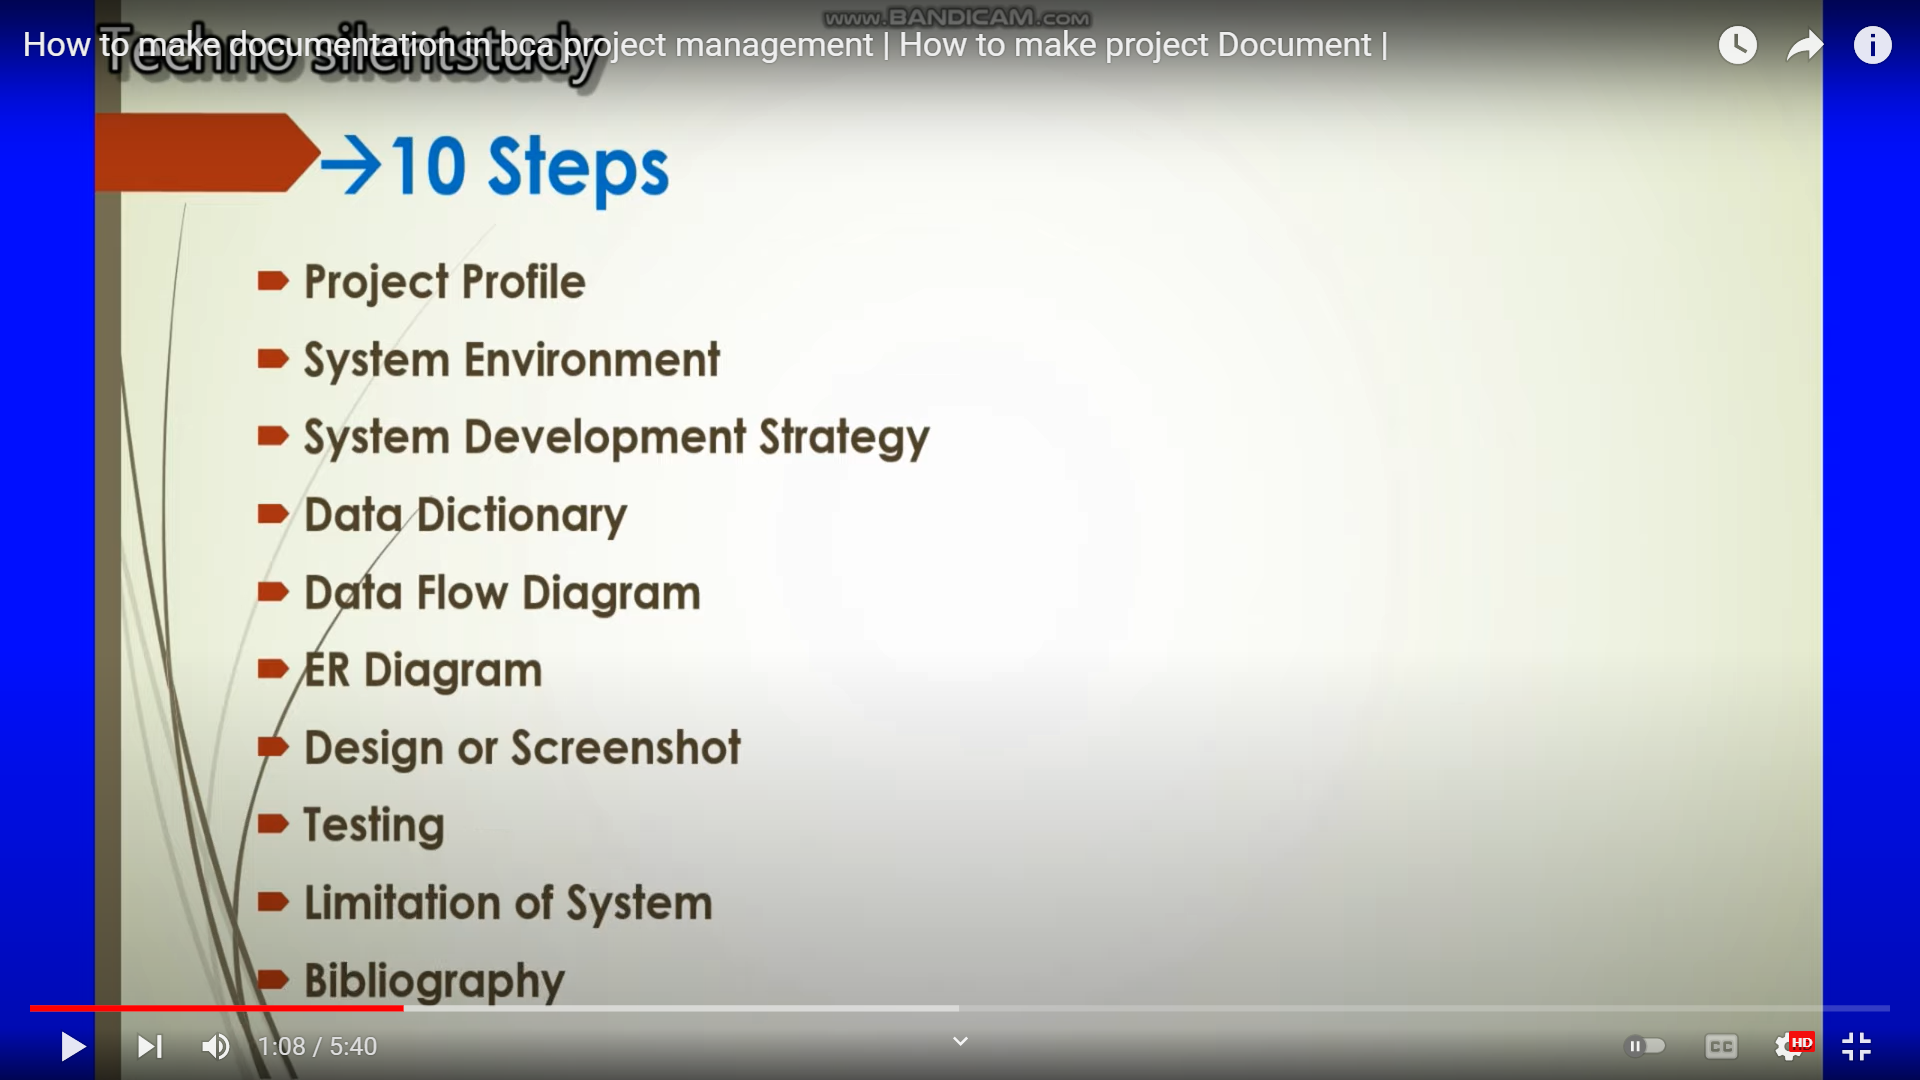 www.BANDICAM.com
How to make documentation in bca project management | How to make project Document |
Techno silentstudy
→10 Steps
Project Profile
System Environment
System Development Strategy
Data Dictionary
Data Flow Diagram
ER Diagram
Design or Screenshot
Testing
Limitation of System
Bibliography
1:08 / 5:40
CC
HD